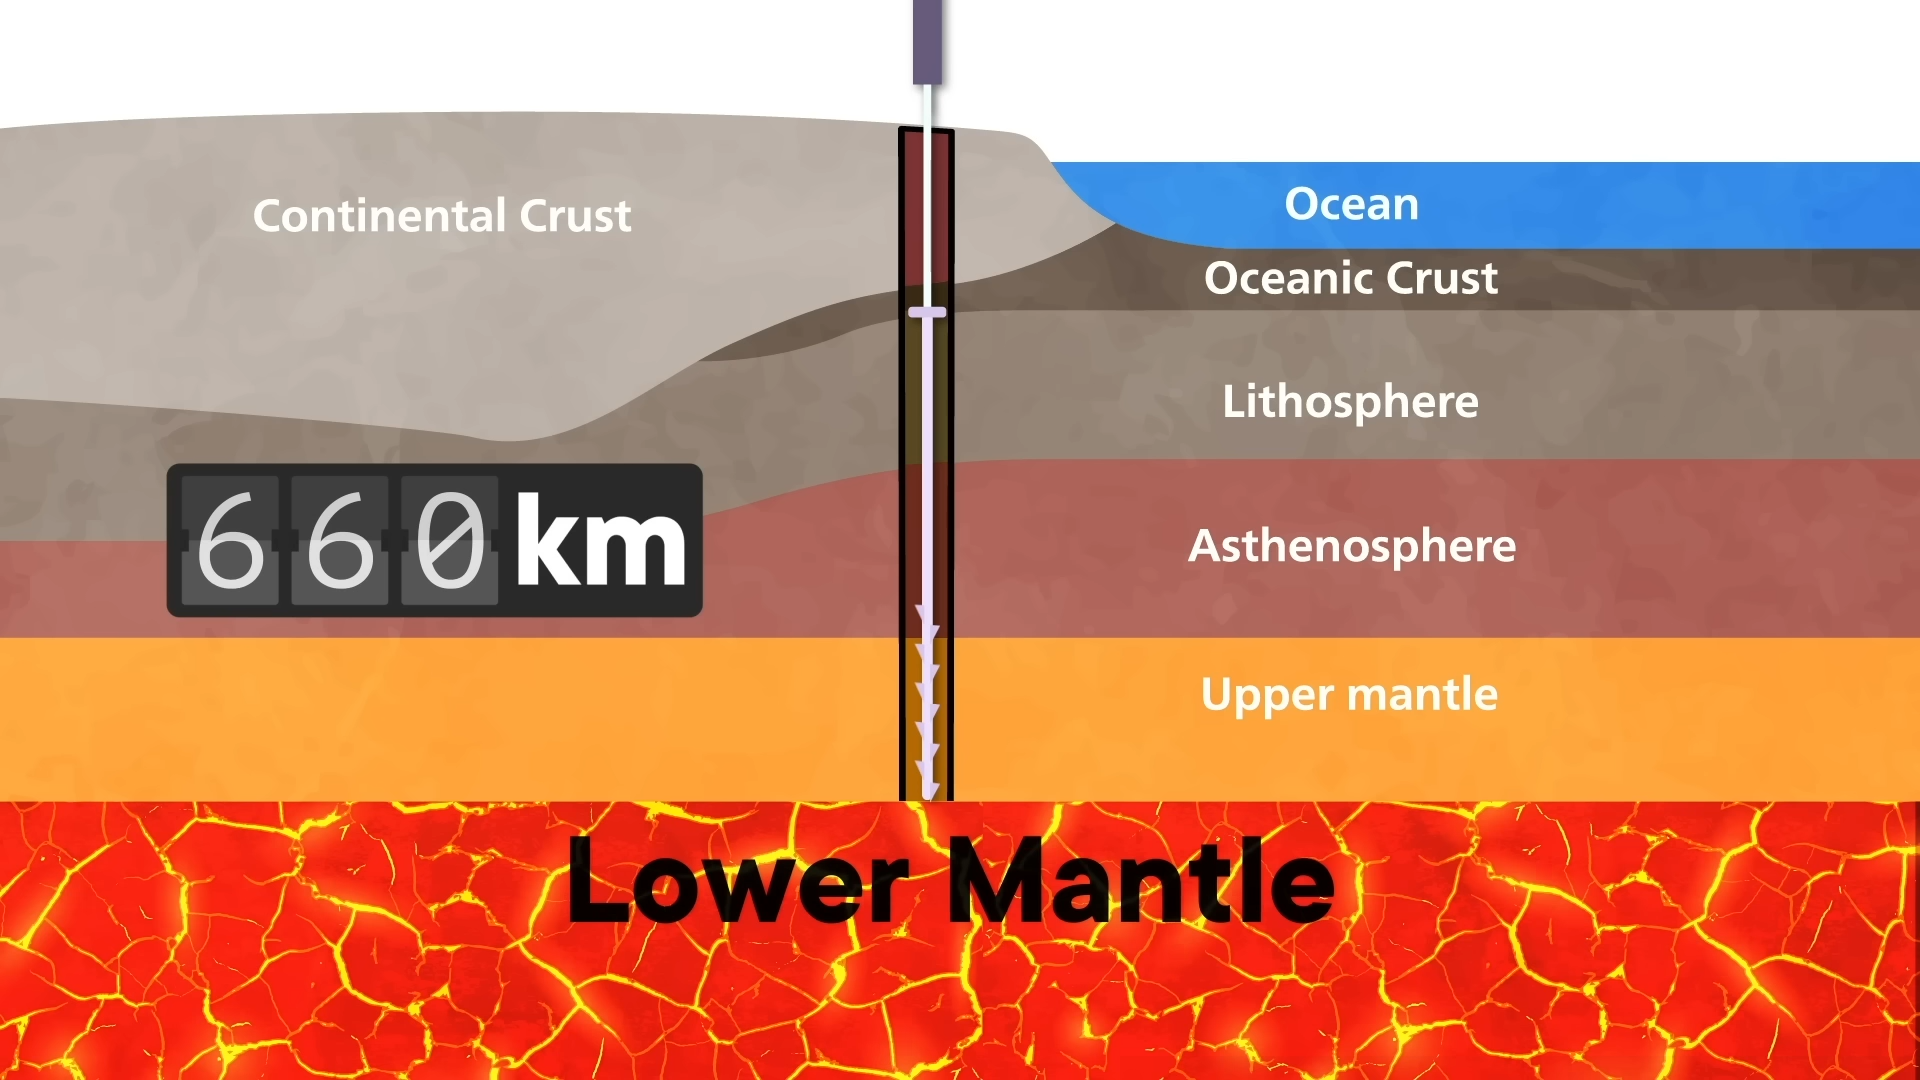 Continental Crust
Ocean
Oceanic Crust
Lithosphere
660 km
Asthenosphere
Upper mantle
Lower Mantle